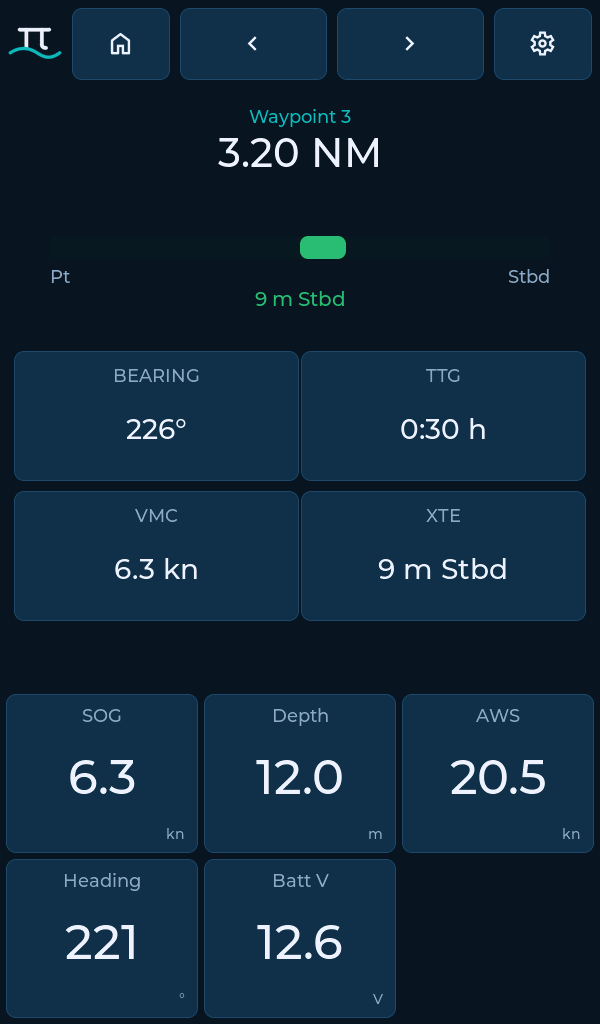 Waypoint 3
3.20 NM
Pt
Stbd
9 m Stbd
BEARING
226°
TTG
0:30 h
VMC
6.3 kn
XTE
9 m Stbd
SOG
6.3
kn
Depth
12.0
m
AWS
20.5
kn
Heading
221
°
Batt V
12.6
V